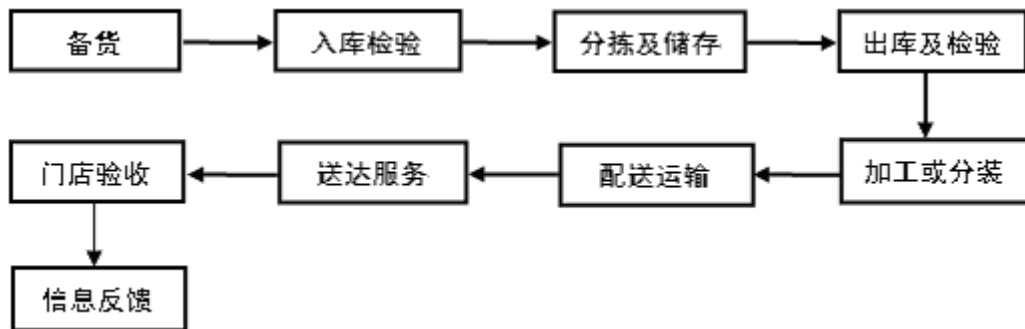 备货
入库检验
分拣及储存
出库及检验
加工或分装
配送运输
送达服务
门店验收
信息反馈